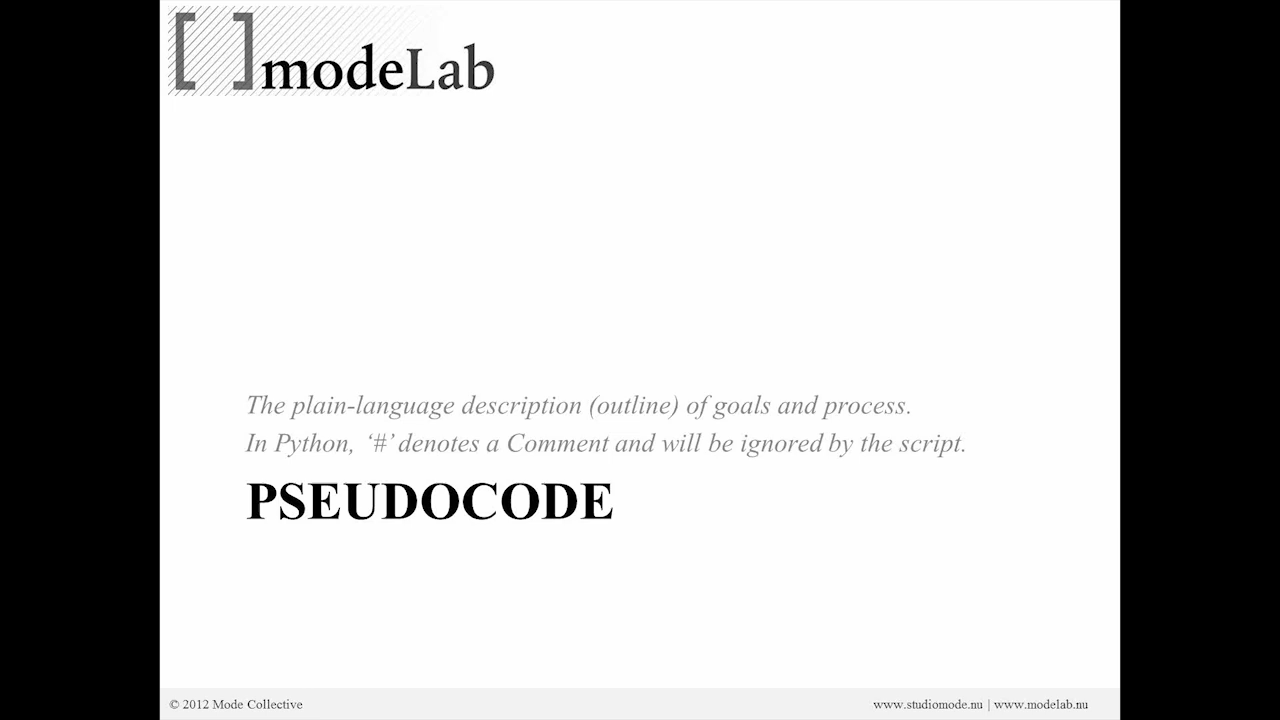 [ ]modeLab
The plain-language description (outline) of goals and process.
In Python, ‘#’ denotes a Comment and will be ignored by the script.
PSEUDOCODE
© 2012 Mode Collective
www.studiomode.nu | www.modelab.nu